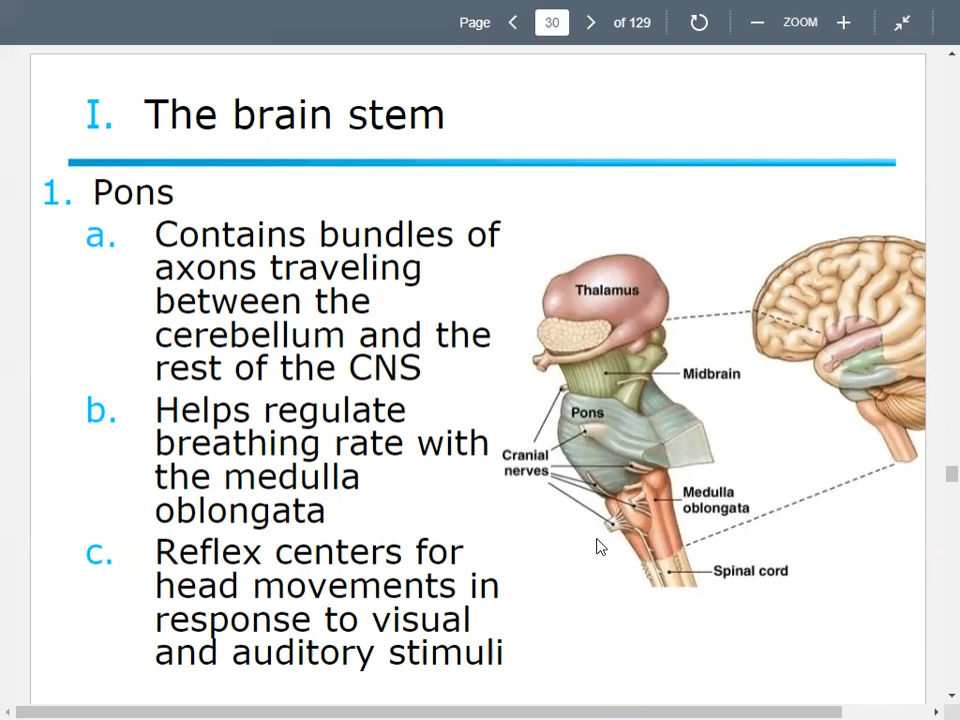 Page 30 of 129 ZOOM
I. The brain stem
1. Pons
a. Contains bundles of
axons traveling
between the
cerebellum and the
rest of the CNS
b. Helps regulate
breathing rate with
the medulla
oblongata
c. Reflex centers for
head movements in
response to visual
and auditory stimuli
Thalamus
Midbrain
Pons
Cranial
nerves
Medulla
oblongata
Spinal cord